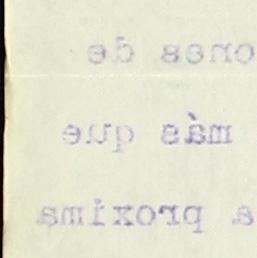 ones de
más que
a proxima